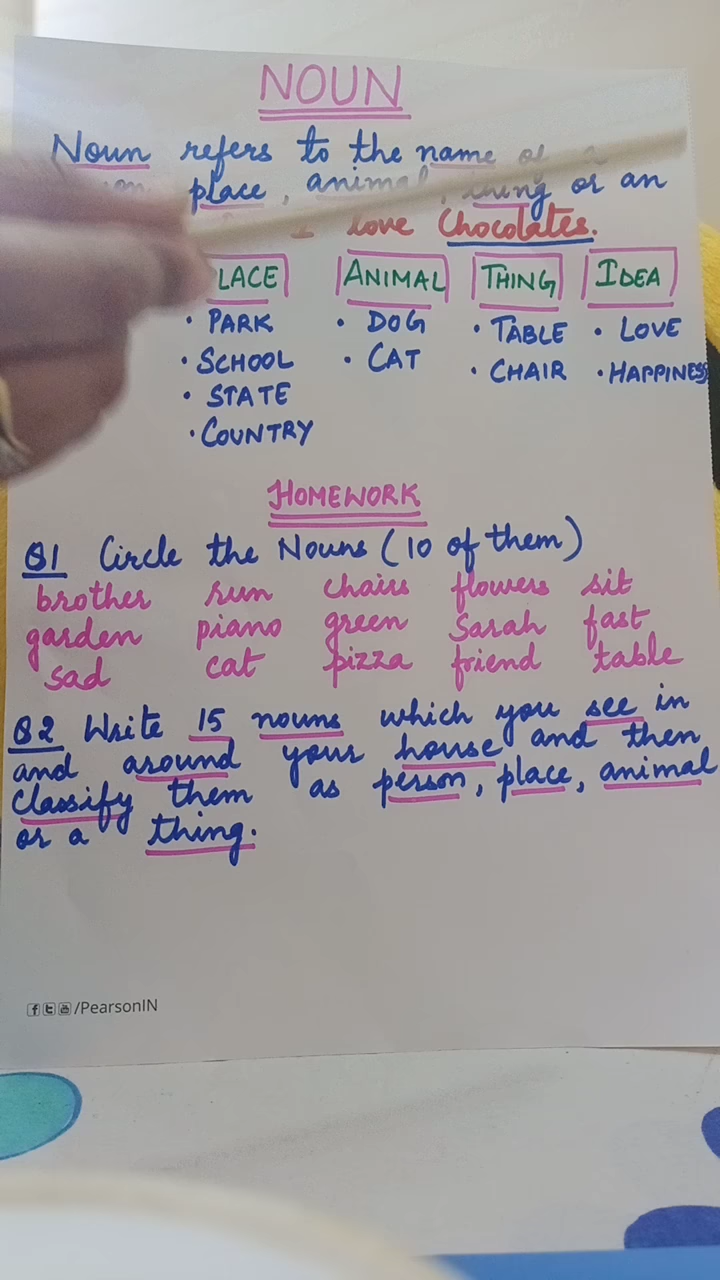 NOUN
Noun refers to the name of a
place, animal, thing or an
I love Chocolates.
PLACE ANIMAL THING IDEA
• PARK • DOG • TABLE • LOVE
• SCHOOL • CAT • CHAIR • HAPPINESS
• STATE
• COUNTRY
HOMEWORK
Q1 Circle the Nouns (10 of them)
brother run chairs flowers sit
garden piano green Sarah fast
sad cat pizza friend table
Q2 Write 15 nouns which you see in
and around your house and then
classify them as person, place, animal
or a thing.
/PearsonIN